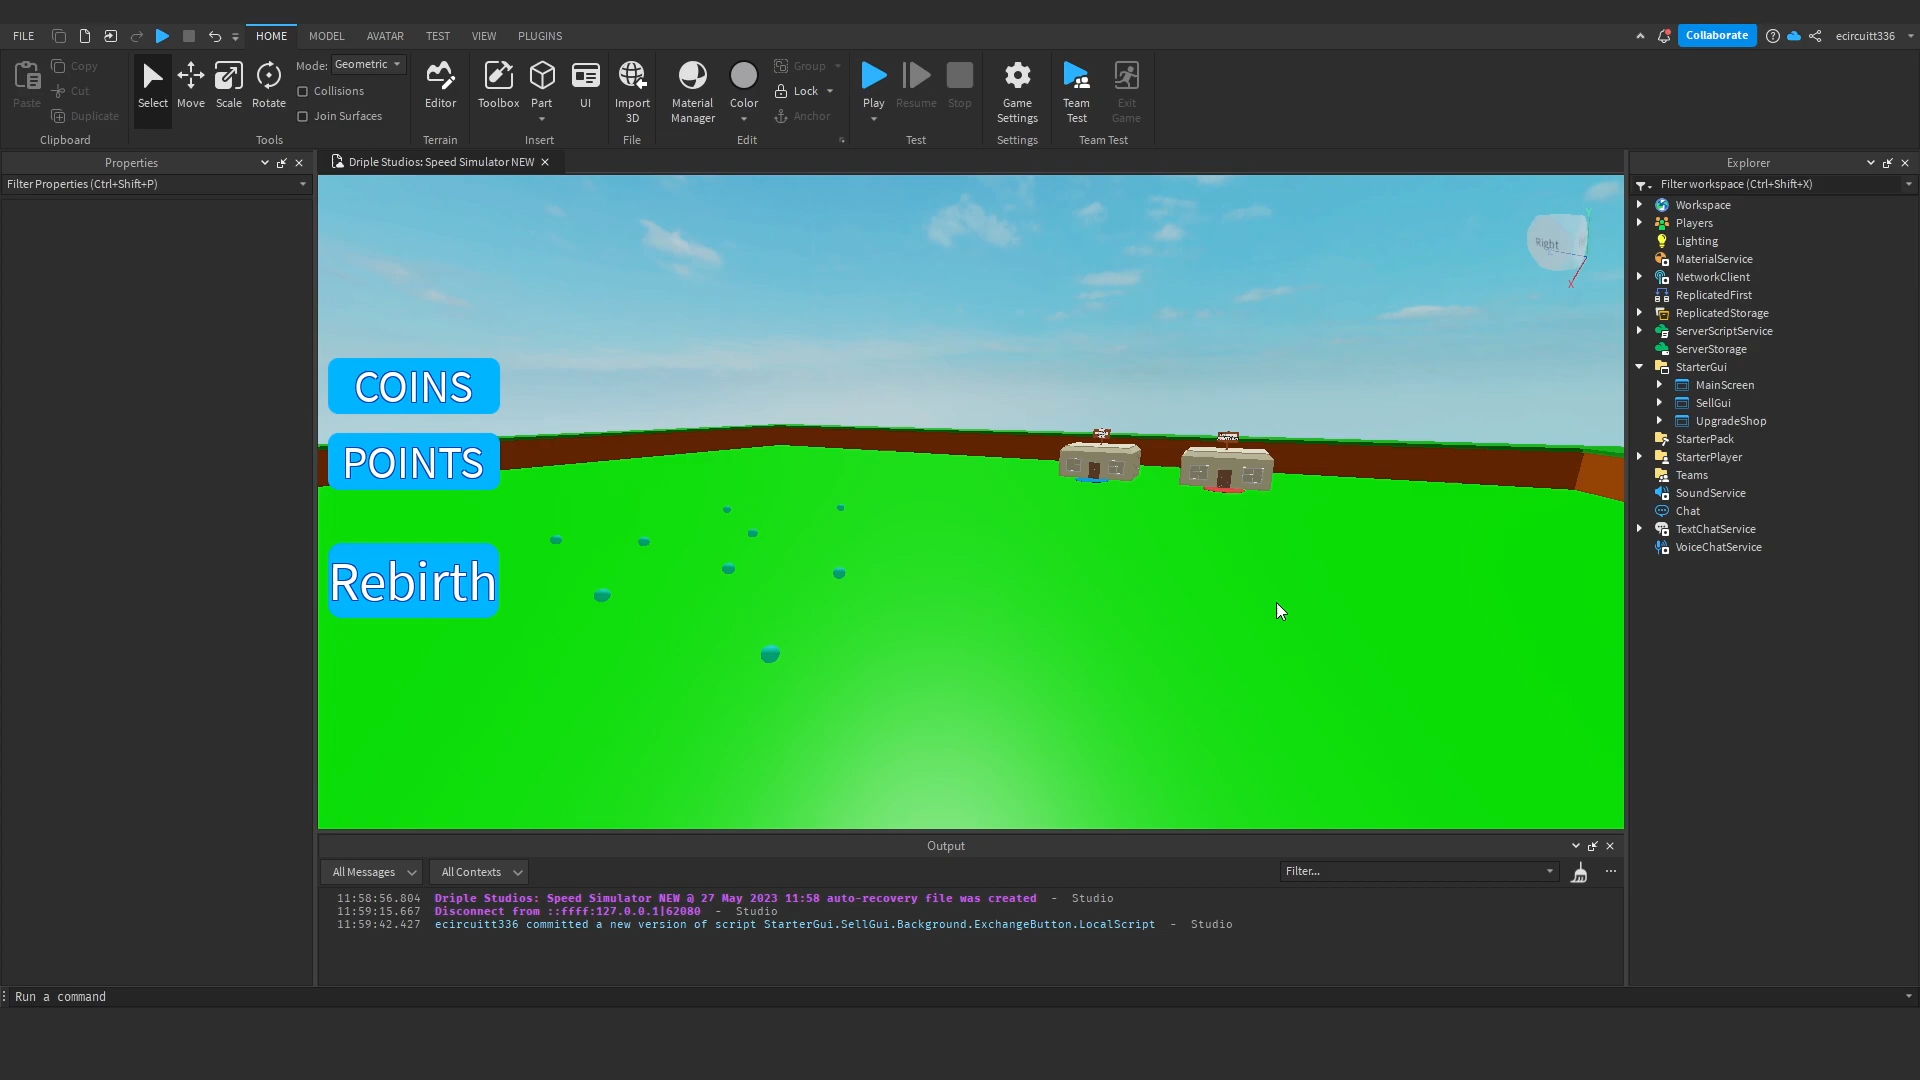 FILE HOME MODEL AVATAR TEST VIEW PLUGINS Collaborate ecircuitt336
Paste Copy Cut Duplicate Clipboard
Select Move Scale Rotate Mode: Geometric
Collisions
Join Surfaces
Tools
Editor
Terrain
Toolbox Part UI
Insert
Import 3D
File
Material Manager Color Group Lock Anchor
Edit
Play Resume Stop
Test
Game Settings
Settings
Team Test Exit Game
Team Test
Properties
Filter Properties (Ctrl+Shift+P)
Driple Studios: Speed Simulator NEW
Right
X
COINS
POINTS
Rebirth
Explorer
Filter workspace (Ctrl+Shift+X)
Workspace
Players
Lighting
MaterialService
NetworkClient
ReplicatedFirst
ReplicatedStorage
ServerScriptService
ServerStorage
StarterGui
MainScreen
SellGui
UpgradeShop
StarterPack
StarterPlayer
Teams
SoundService
Chat
TextChatService
VoiceChatService
Output
All Messages All Contexts Filter...
11:58:56.804 Driple Studios: Speed Simulator NEW @ 27 May 2023 11:58 auto-recovery file was created - Studio
11:59:15.667 Disconnect from ::ffff:127.0.0.1|62080 - Studio
11:59:42.427 ecircuitt336 committed a new version of script StarterGui.SellGui.Background.ExchangeButton.LocalScript - Studio
Run a command